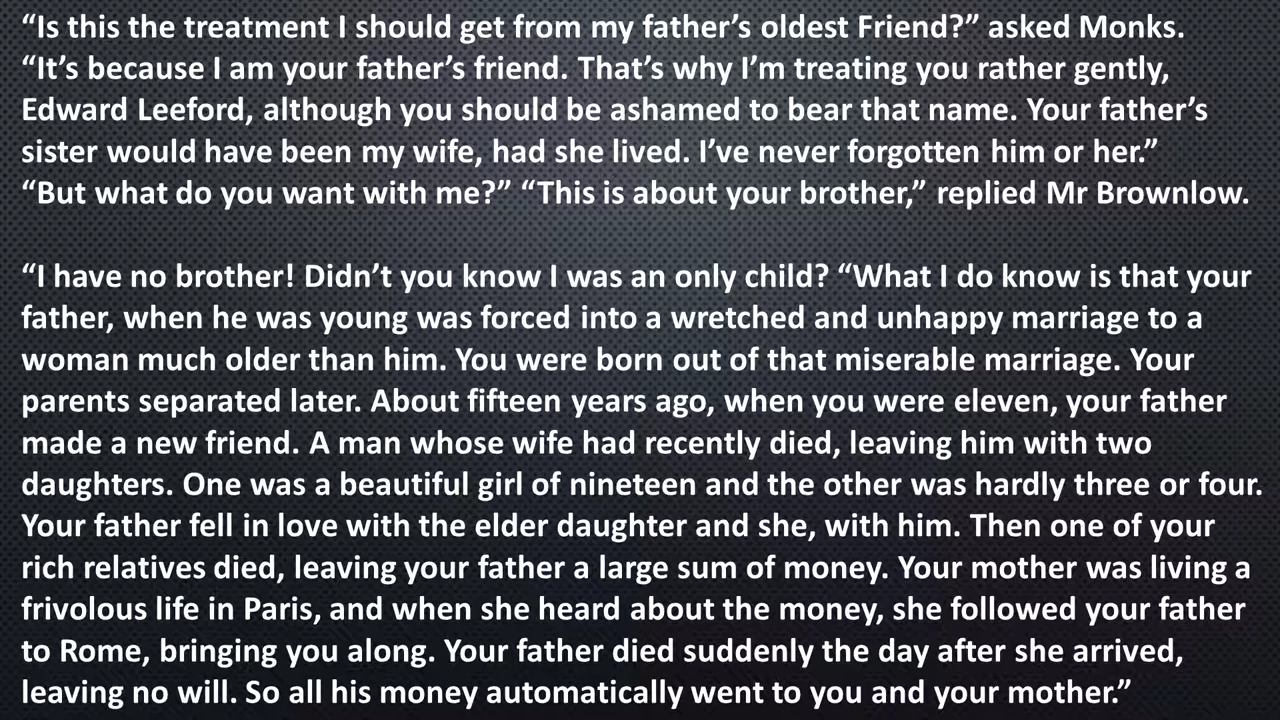 “Is this the treatment I should get from my father’s oldest Friend?” asked Monks.
“It’s because I am your father’s friend. That’s why I’m treating you rather gently,
Edward Leeford, although you should be ashamed to bear that name. Your father’s
sister would have been my wife, had she lived. I’ve never forgotten him or her.”
“But what do you want with me?” “This is about your brother,” replied Mr Brownlow.
“I have no brother! Didn’t you know I was an only child? “What I do know is that your
father, when he was young was forced into a wretched and unhappy marriage to a
woman much older than him. You were born out of that miserable marriage. Your
parents separated later. About fifteen years ago, when you were eleven, your father
made a new friend. A man whose wife had recently died, leaving him with two
daughters. One was a beautiful girl of nineteen and the other was hardly three or four.
Your father fell in love with the elder daughter and she, with him. Then one of your
rich relatives died, leaving your father a large sum of money. Your mother was living a
frivolous life in Paris, and when she heard about the money, she followed your father
to Rome, bringing you along. Your father died suddenly the day after she arrived,
leaving no will. So all his money automatically went to you and your mother.”